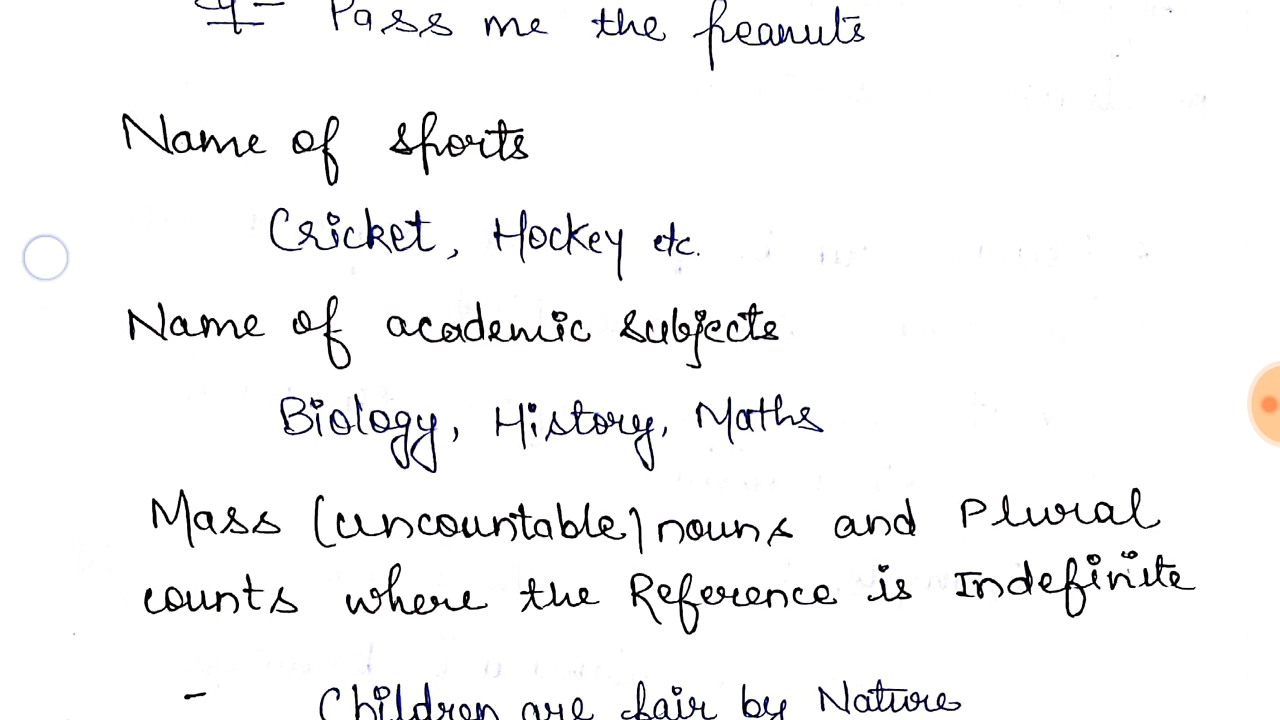 Eg- Pass me the peanuts
Name of sports
Cricket, Hockey etc.
Name of academic subjects
Biology, History, Maths
Mass (uncountable) nouns and Plural
counts where the Reference is Indefinite
- Children are fair by Nature